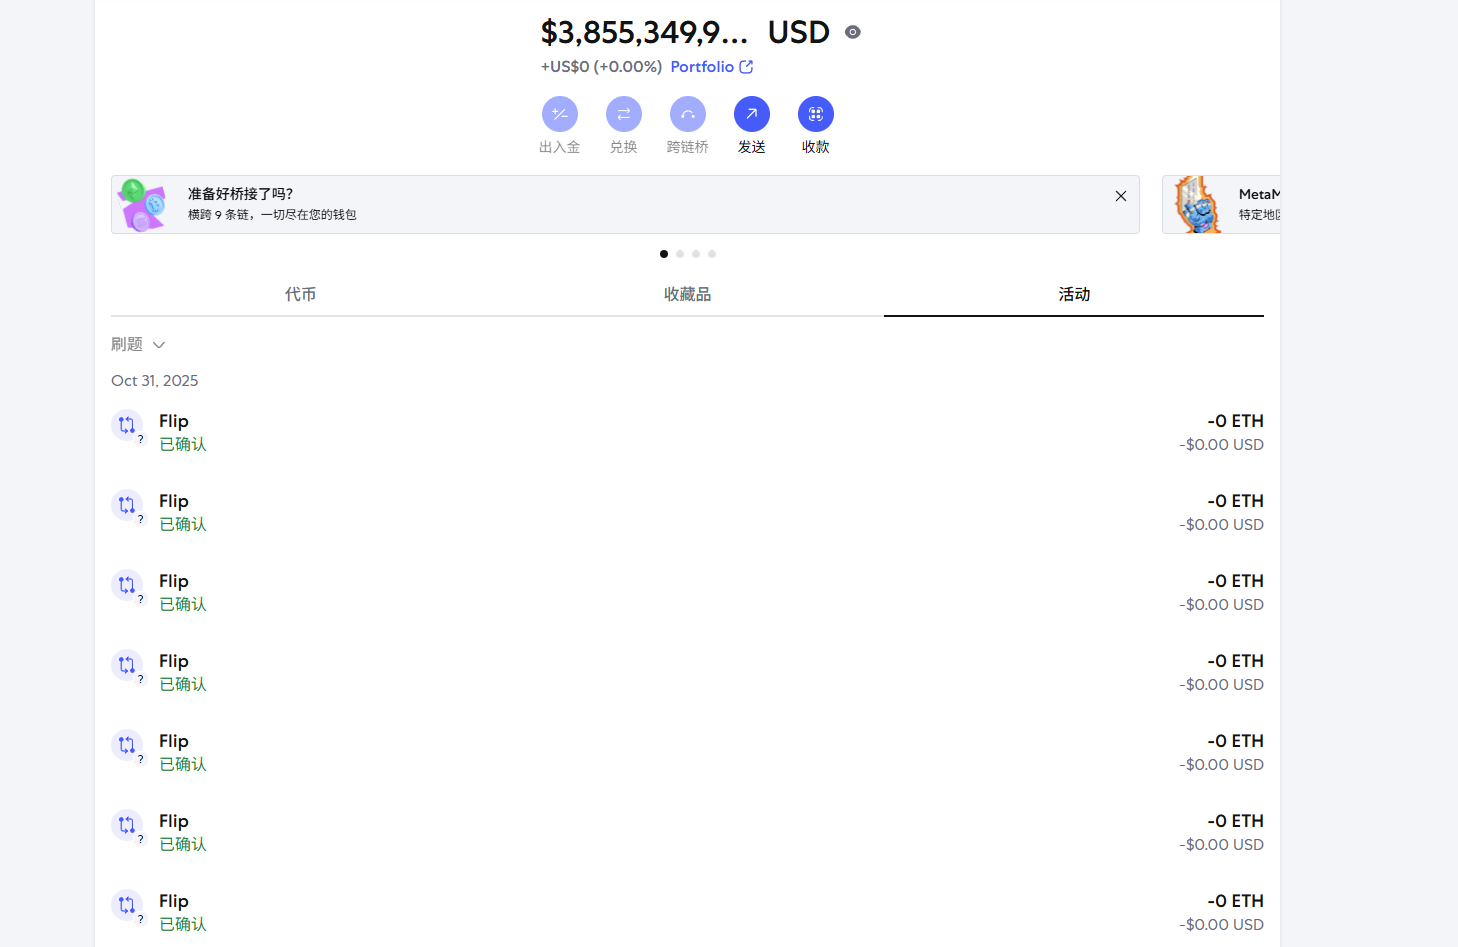 $3,855,349,9... USD
+US$0 (+0.00%) Portfolio
出入金 兑换 跨链桥 发送 收款
准备好桥接了吗?
横跨 9 条链，一切尽在您的钱包
MetaM
特定地区
代币 收藏品 活动
刷题
Oct 31, 2025
Flip -0 ETH
已确认 -$0.00 USD
?
Flip -0 ETH
已确认 -$0.00 USD
?
Flip -0 ETH
已确认 -$0.00 USD
?
Flip -0 ETH
已确认 -$0.00 USD
?
Flip -0 ETH
已确认 -$0.00 USD
?
Flip -0 ETH
已确认 -$0.00 USD
?
Flip -0 ETH
已确认 -$0.00 USD
?